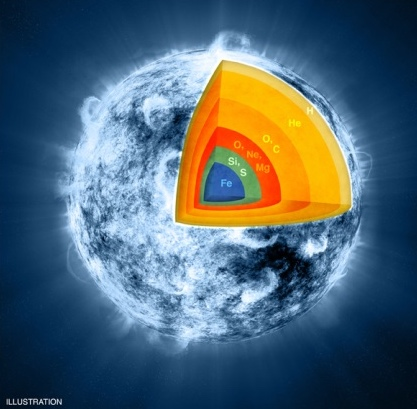 H
He
O,
C
O,
Ne,
Mg
Si,
S
Fe
ILLUSTRATION